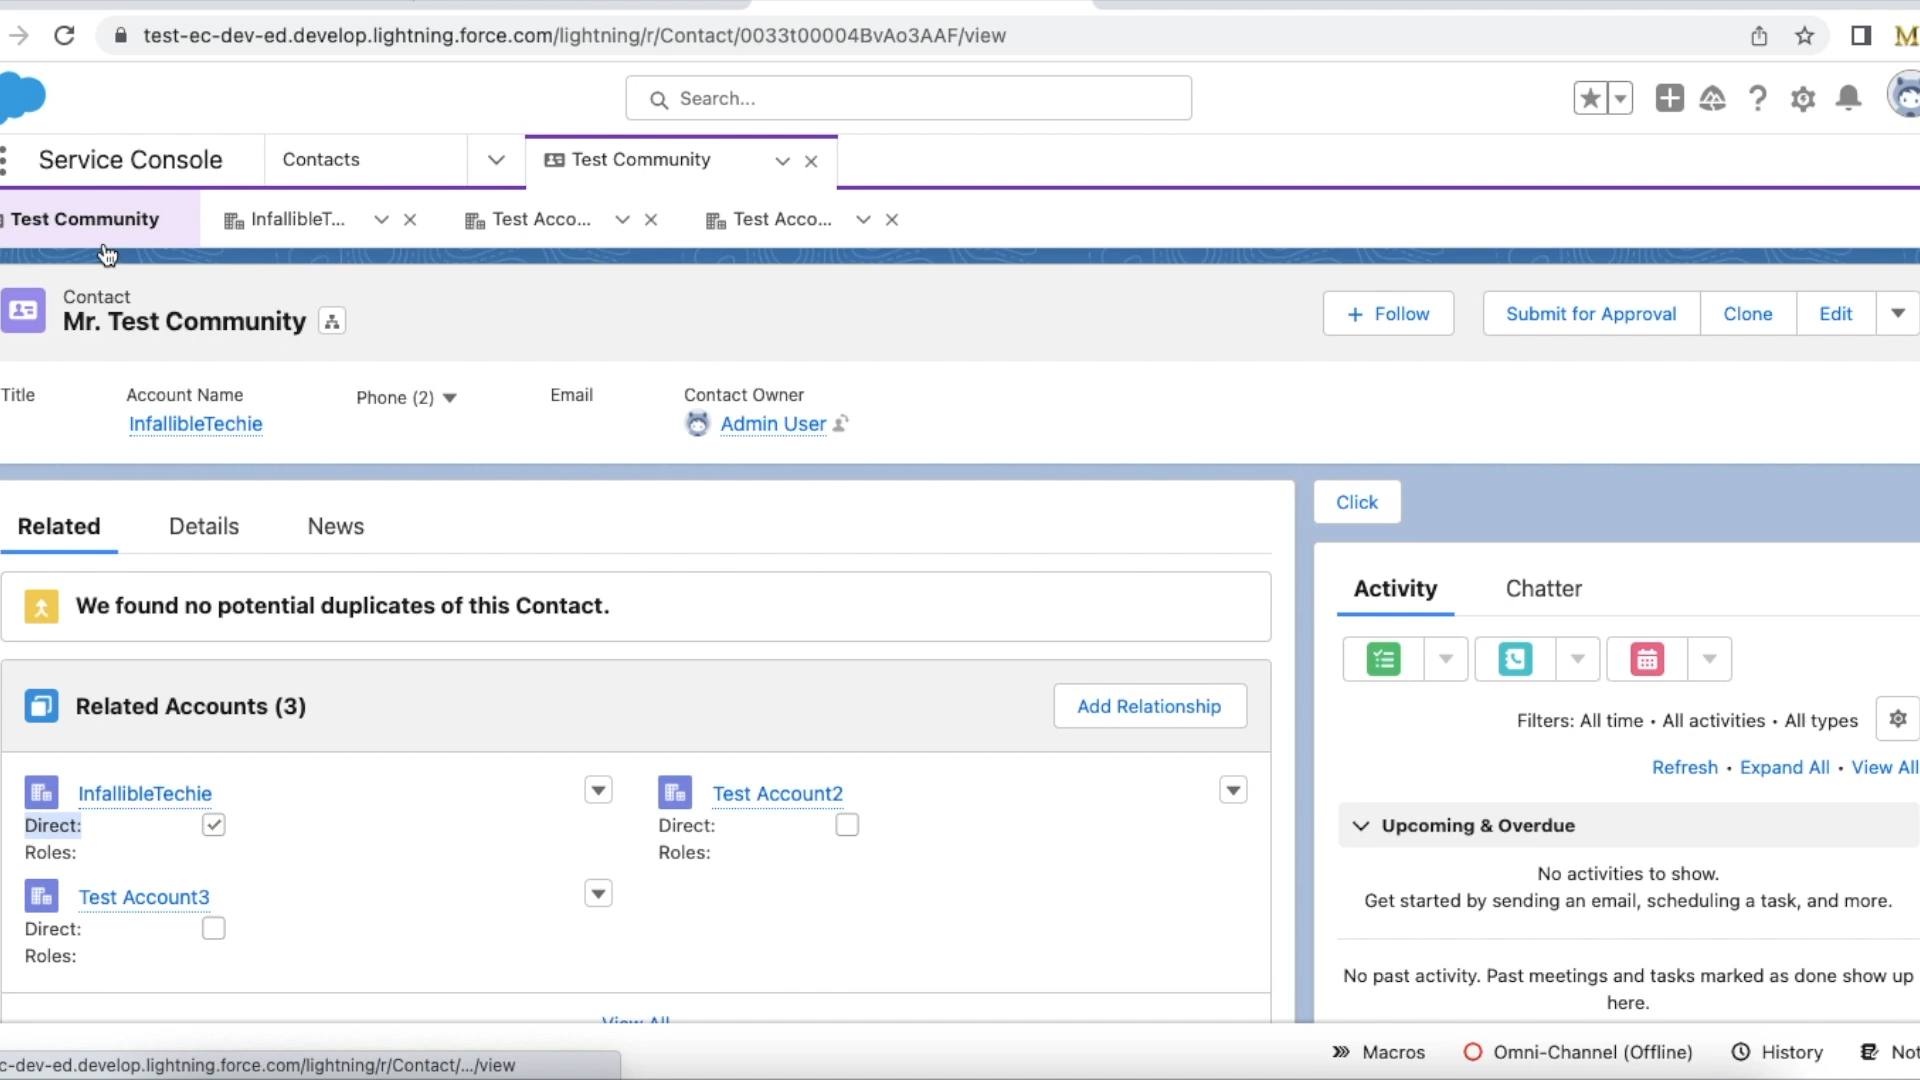 test-ec-dev-ed.develop.lightning.force.com/lightning/r/Contact/0033t00004BvAo3AAF/view
M
Search...
Service Console
Contacts
Test Community
Test Community
InfallibleT...
Test Acco...
Test Acco...
Contact
Mr. Test Community
+ Follow
Submit for Approval
Clone
Edit
Title
Account Name
InfallibleTechie
Phone (2)
Email
Contact Owner
Admin User
Related
Details
News
We found no potential duplicates of this Contact.
Related Accounts (3)
Add Relationship
InfallibleTechie
Direct:
Roles:
Test Account2
Direct:
Roles:
Test Account3
Direct:
Roles:
View All
Click
Activity
Chatter
Filters: All time • All activities • All types
Refresh • Expand All • View All
Upcoming & Overdue
No activities to show.
Get started by sending an email, scheduling a task, and more.
No past activity. Past meetings and tasks marked as done show up
here.
c-dev-ed.develop.lightning.force.com/lightning/r/Contact/.../view
Macros
Omni-Channel (Offline)
History
Not